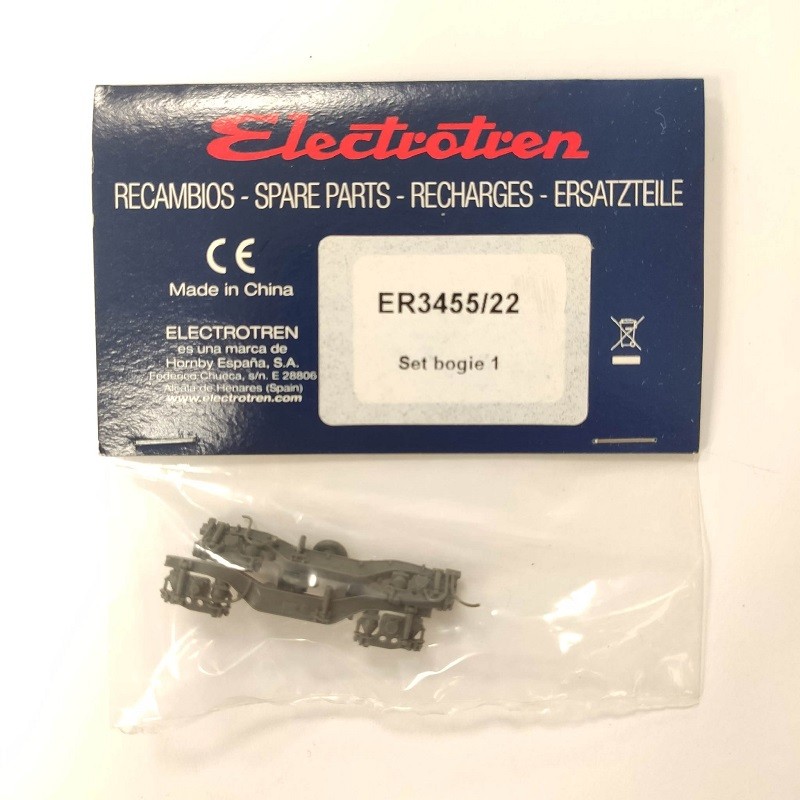 Electrotren
RECAMBIOS - SPARE PARTS - RECHARGES - ERSATZTEILE
CE
Made in China
ELECTROTREN
es una marca de
Hornby España, S.A.
Federico Chueca, s/n. E 28806
Alcalá de Henares (Spain)
www.electrotren.com
ER3455/22
Set bogie 1